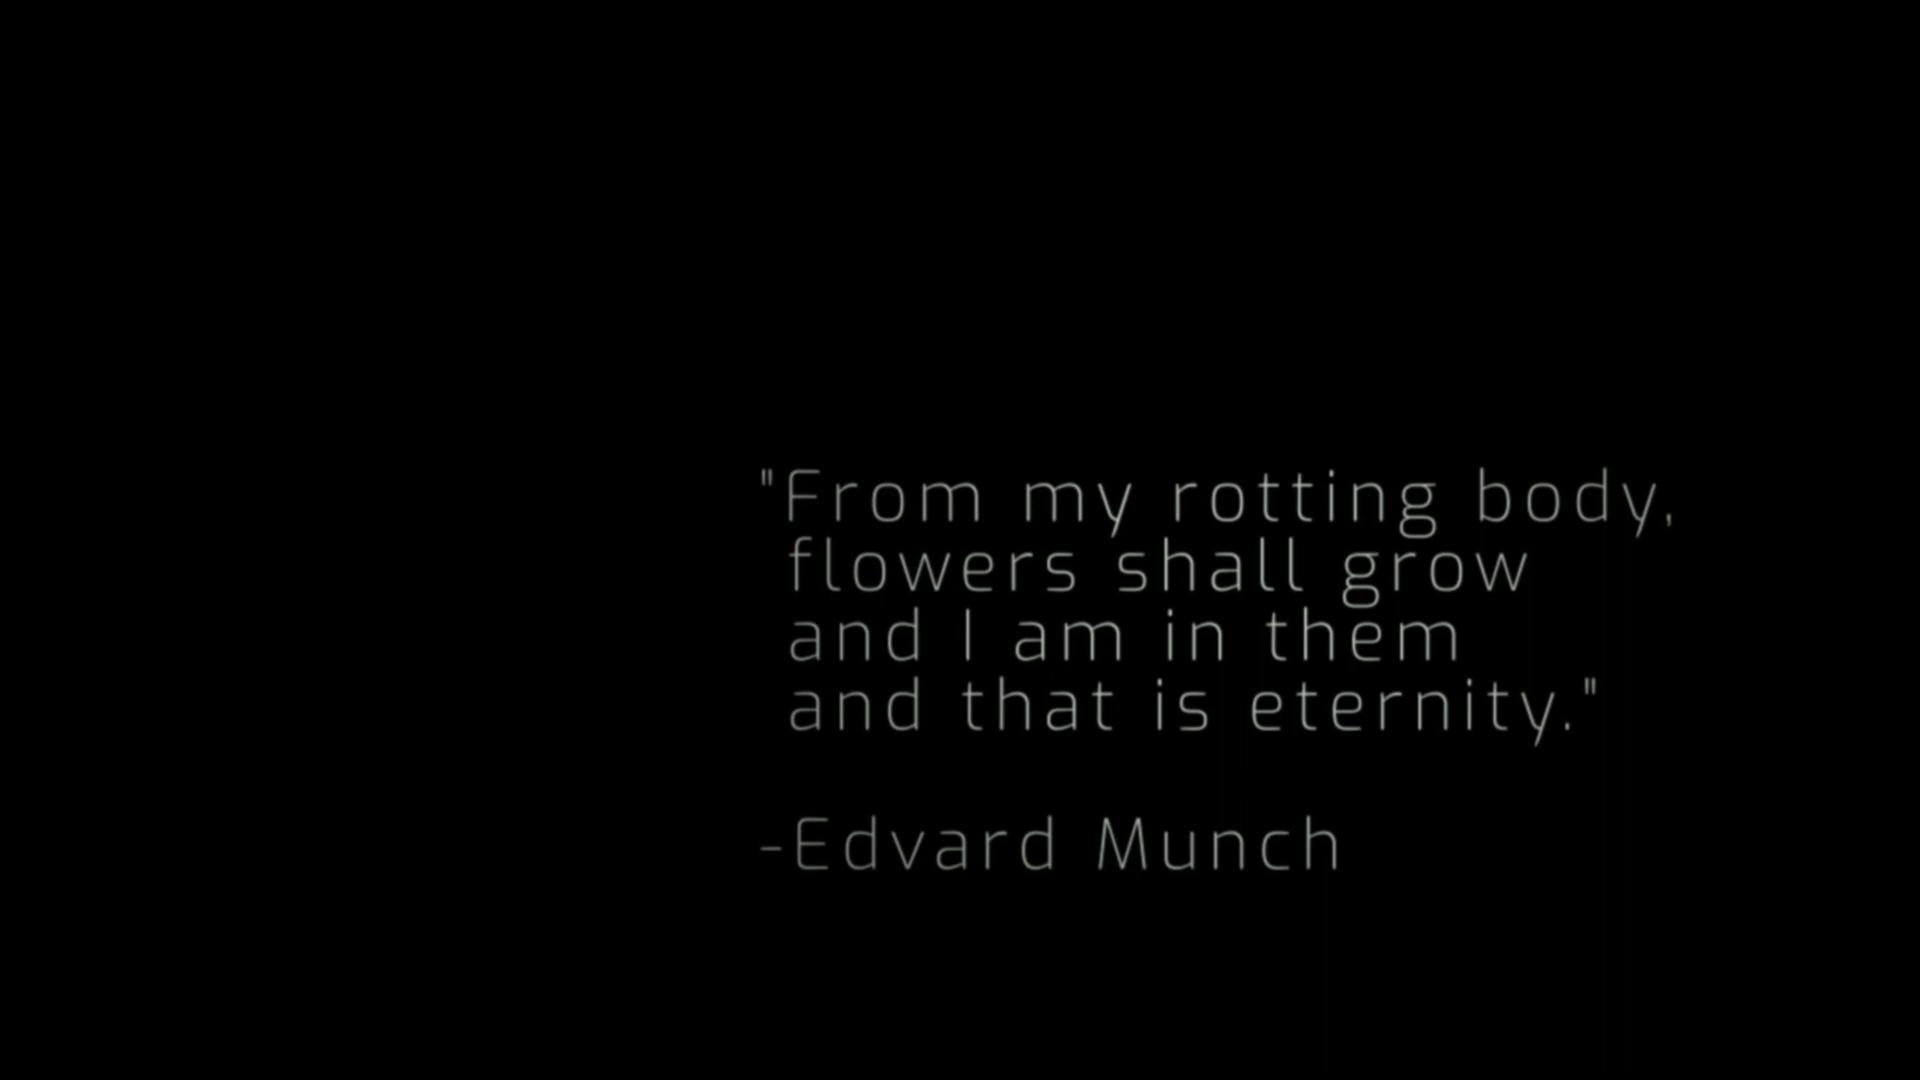 "From my rotting body,
flowers shall grow
and I am in them
and that is eternity."
-Edvard Munch